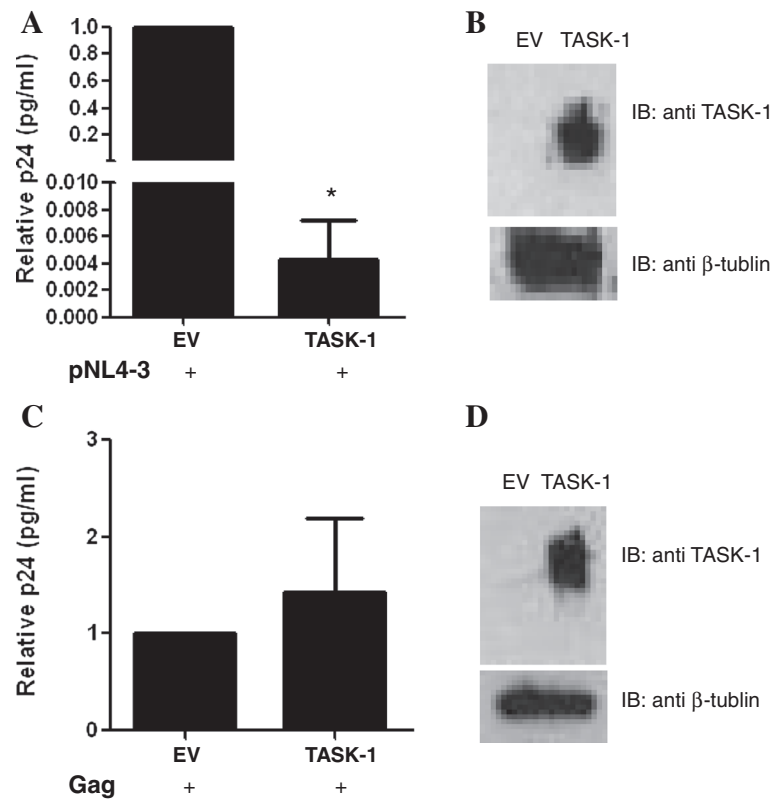 A
Relative p24 (pg/ml)
1.0
0.8
0.6
0.4
0.2
0.010
0.008
0.006
0.004
0.002
0.000
*
EV TASK-1
pNL4-3 + +
B
EV TASK-1
IB: anti TASK-1
IB: anti β-tublin
C
Relative p24 (pg/ml)
3
2
1
0
EV TASK-1
Gag + +
D
EV TASK-1
IB: anti TASK-1
IB: anti β-tublin